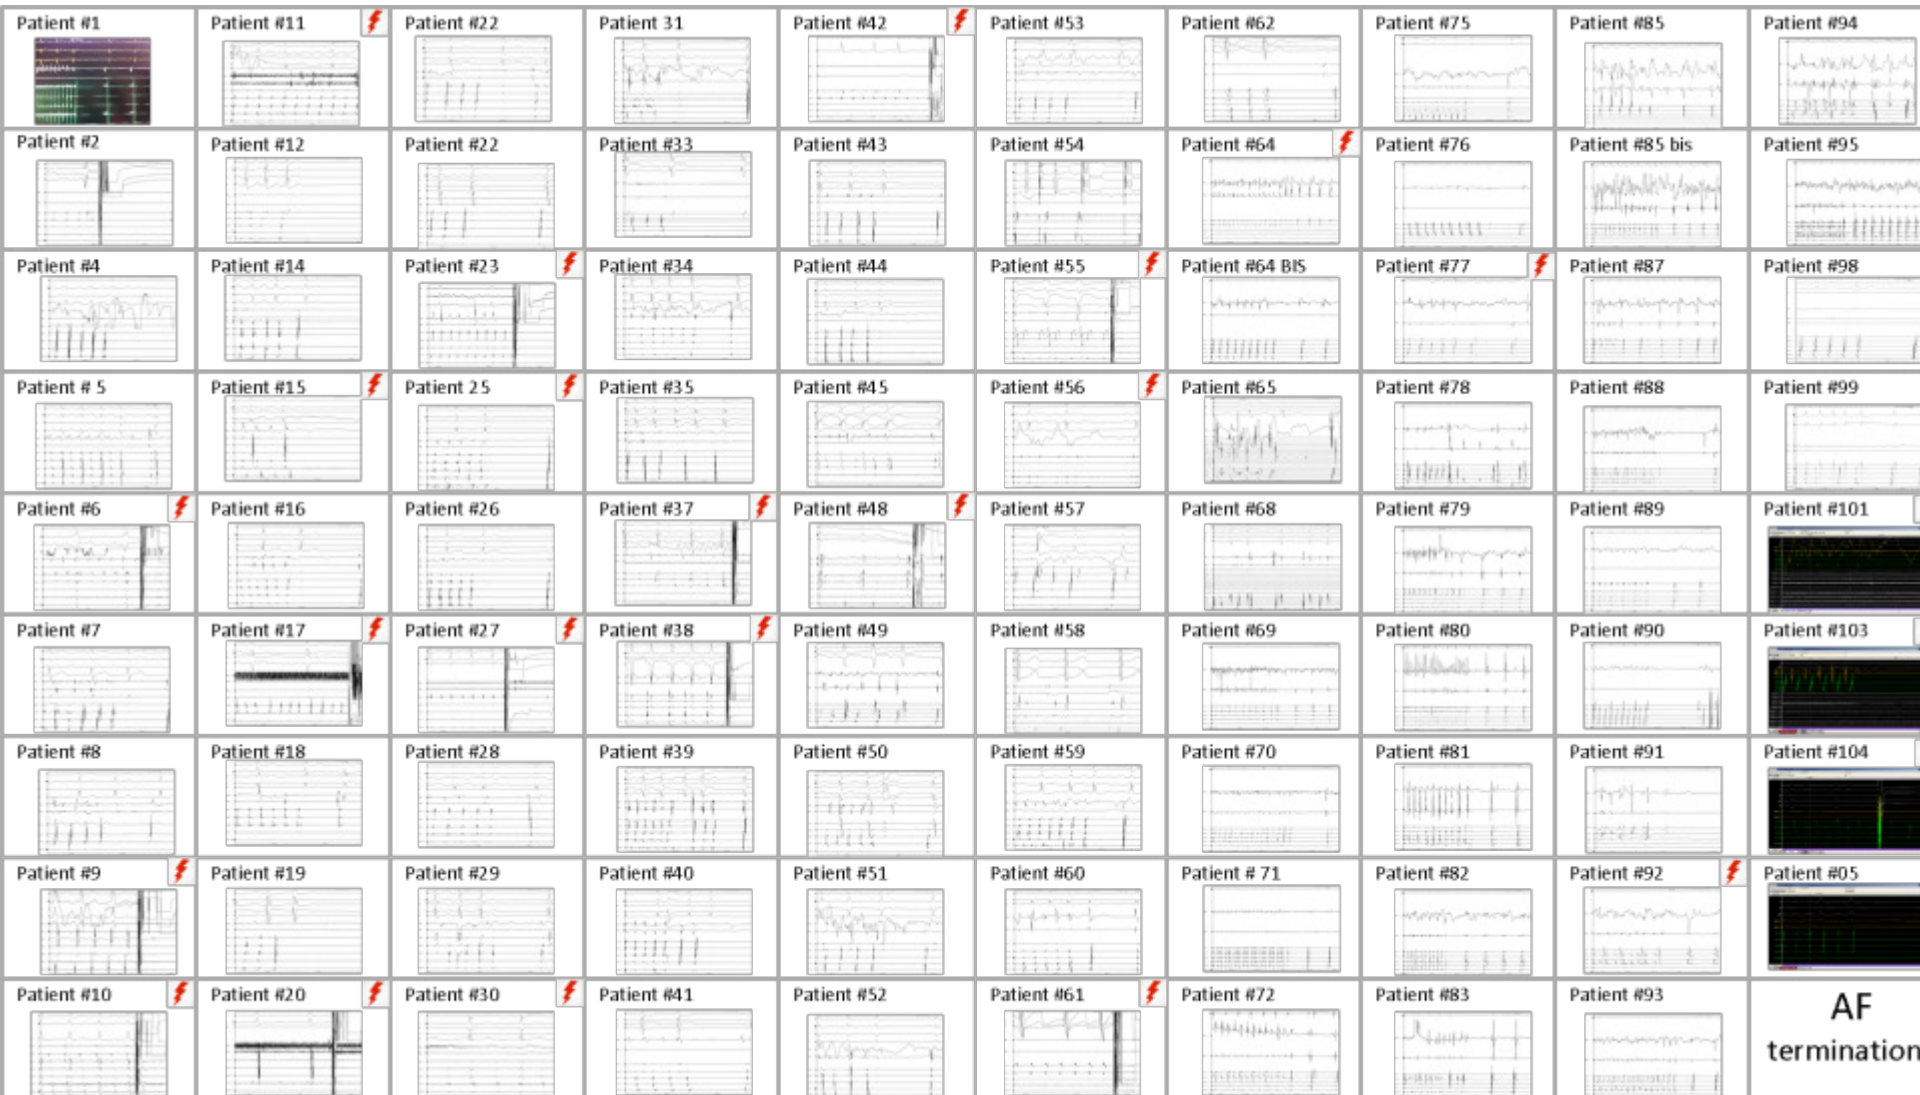 Patient #1
Patient #11
Patient #22
Patient 31
Patient #42
Patient #53
Patient #62
Patient #75
Patient #85
Patient #94
Patient #2
Patient #12
Patient #22
Patient #33
Patient #43
Patient #54
Patient #64
Patient #76
Patient #85 bis
Patient #95
Patient #4
Patient #14
Patient #23
Patient #34
Patient #44
Patient #55
Patient #64 BIS
Patient #77
Patient #87
Patient #98
Patient # 5
Patient #15
Patient 25
Patient #35
Patient #45
Patient #56
Patient #65
Patient #78
Patient #88
Patient #99
Patient #6
Patient #16
Patient #26
Patient #37
Patient #48
Patient #57
Patient #68
Patient #79
Patient #89
Patient #101
Patient #7
Patient #17
Patient #27
Patient #38
Patient #49
Patient #58
Patient #69
Patient #80
Patient #90
Patient #103
Patient #8
Patient #18
Patient #28
Patient #39
Patient #50
Patient #59
Patient #70
Patient #81
Patient #91
Patient #104
Patient #9
Patient #19
Patient #29
Patient #40
Patient #51
Patient #60
Patient # 71
Patient #82
Patient #92
Patient #05
Patient #10
Patient #20
Patient #30
Patient #41
Patient #52
Patient #61
Patient #72
Patient #83
Patient #93
AF
termination